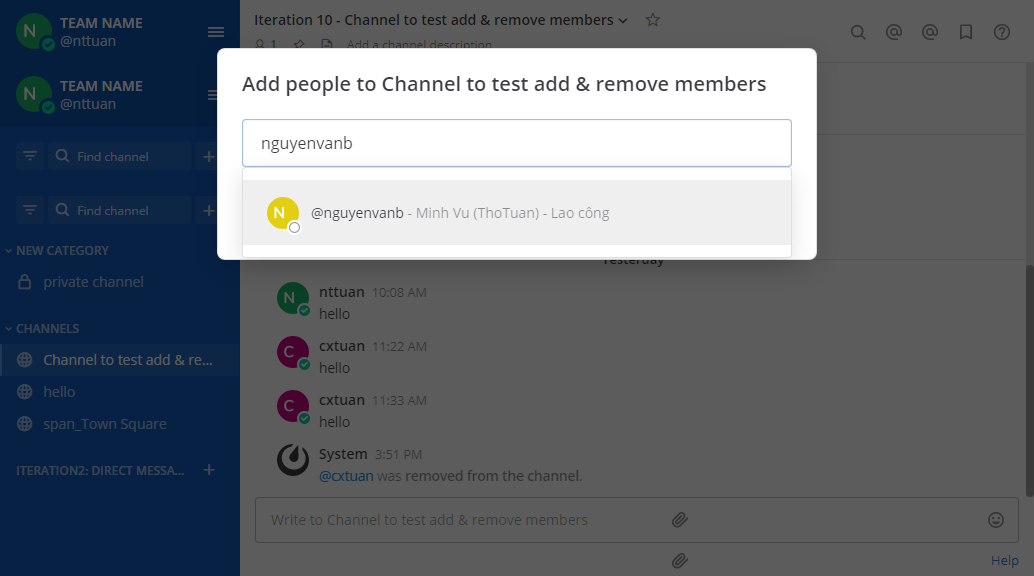 TEAM NAME
@nttuan
TEAM NAME
@nttuan
Find channel
Find channel
NEW CATEGORY
private channel
CHANNELS
Channel to test add & re...
hello
span_Town Square
ITERATION2: DIRECT MESSA...
Iteration 10 - Channel to test add & remove members
1 Add a channel description
Add people to Channel to test add & remove members
nguyenvanb
N @nguyenvanb - Minh Vu (ThoTuan) - Lao công
Yesterday
nttuan 10:08 AM
hello
cxtuan 11:22 AM
hello
cxtuan 11:33 AM
hello
System 3:51 PM
@cxtuan was removed from the channel.
Write to Channel to test add & remove members
Help